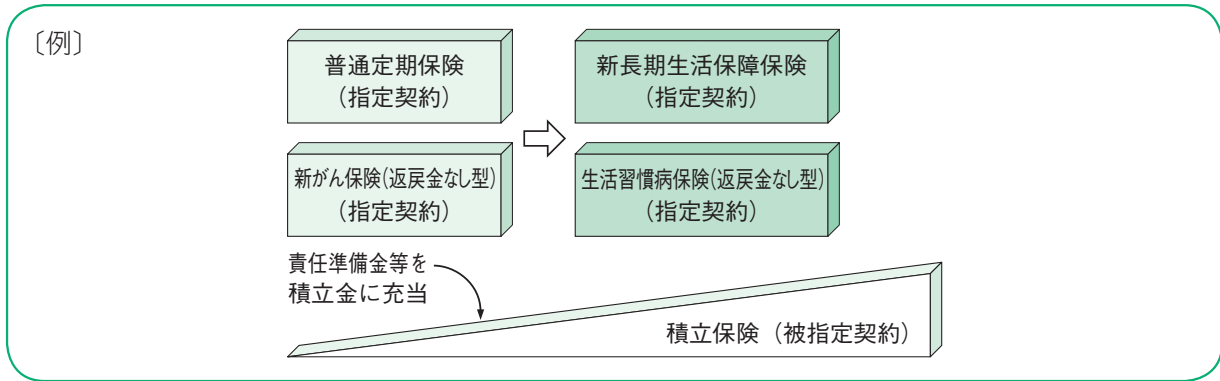 〔例〕
普通定期保険
（指定契約）
新長期生活保障保険
（指定契約）
新がん保険(返戻金なし型)
（指定契約）
生活習慣病保険(返戻金なし型)
（指定契約）
責任準備金等を
積立金に充当
積立保険（被指定契約）